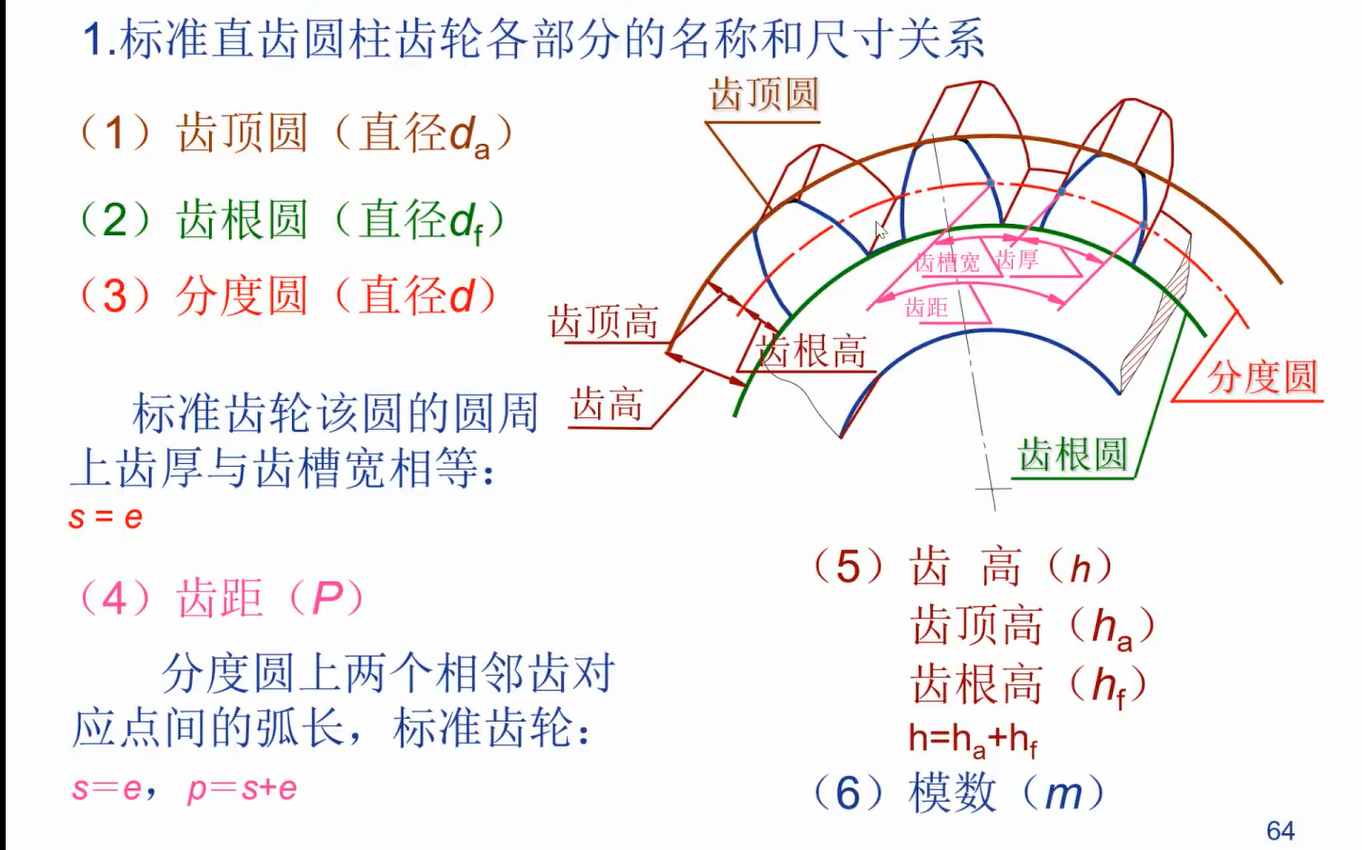 1.标准直齿圆柱齿轮各部分的名称和尺寸关系
（1）齿顶圆（直径da）
（2）齿根圆（直径df）
（3）分度圆（直径d）
标准齿轮该圆的圆周
上齿厚与齿槽宽相等：
s = e
（4）齿距（P）
分度圆上两个相邻齿对
应点间的弧长，标准齿轮：
s＝e，p＝s+e
齿顶圆
齿槽宽
齿厚
齿距
齿顶高
齿根高
齿高
分度圆
齿根圆
（5）齿 高（h）
齿顶高（ha）
齿根高（hf）
h=ha+hf
（6）模数（m）
64